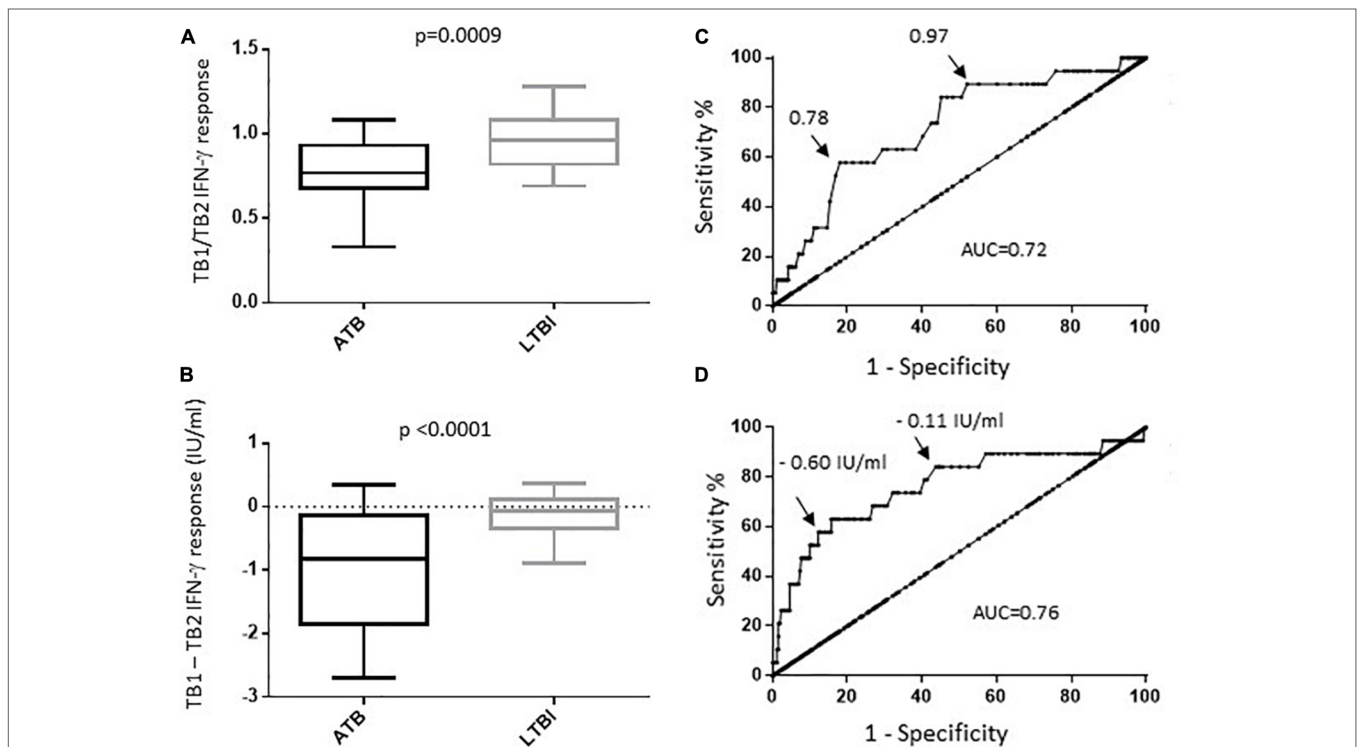 A
p=0.0009
TB1/TB2 IFN-γ response
1.5
1.0
0.5
0.0
ATB
LTBI
B
p <0.0001
TB1 – TB2 IFN-γ response (IU/ml)
1
0
-1
-2
-3
ATB
LTBI
C
0.97
0.78
Sensitivity %
100
80
60
40
20
0
AUC=0.72
0 20 40 60 80 100
1 - Specificity
D
- 0.11 IU/ml
- 0.60 IU/ml
Sensitivity %
100
80
60
40
20
0
AUC=0.76
0 20 40 60 80 100
1 - Specificity